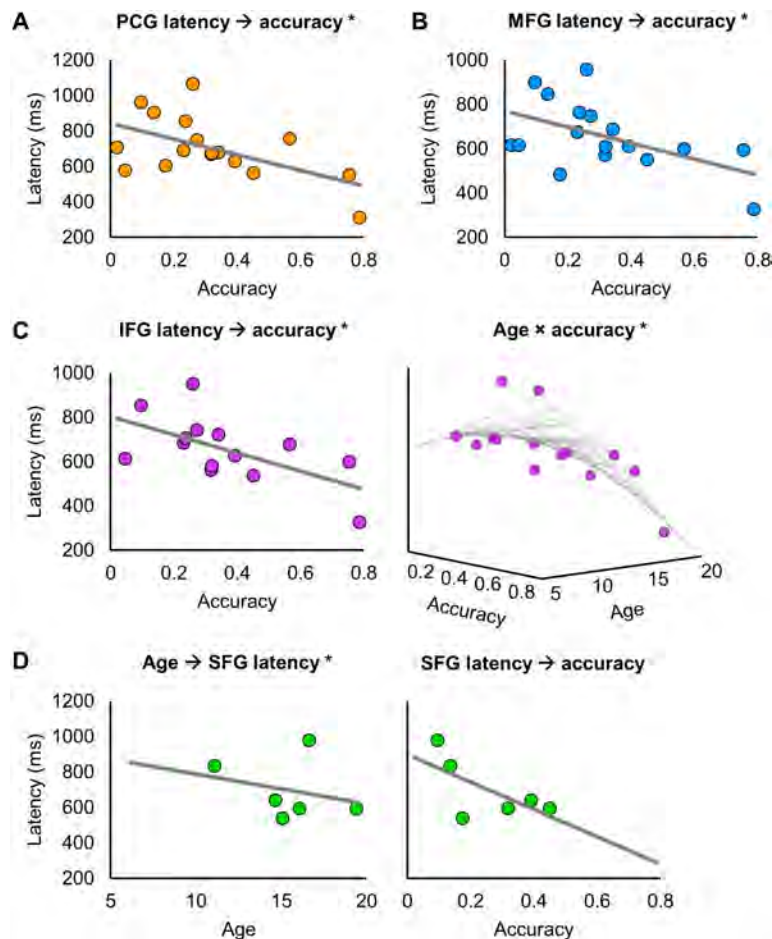 A
PCG latency → accuracy *
Latency (ms)
1200
1000
800
600
400
200
0
0.2
0.4
0.6
0.8
Accuracy
B
MFG latency → accuracy *
Latency (ms)
1000
800
600
400
200
0
0.2
0.4
0.6
0.8
Accuracy
C
IFG latency → accuracy *
Latency (ms)
1000
800
600
400
200
0
0.2
0.4
0.6
0.8
Accuracy
Age × accuracy *
0.2
0.4
0.6
0.8
Accuracy
5
10
15
20
Age
D
Age → SFG latency *
Latency (ms)
1200
1000
800
600
400
200
5
10
15
20
Age
SFG latency → accuracy
0
0.2
0.4
0.6
0.8
Accuracy